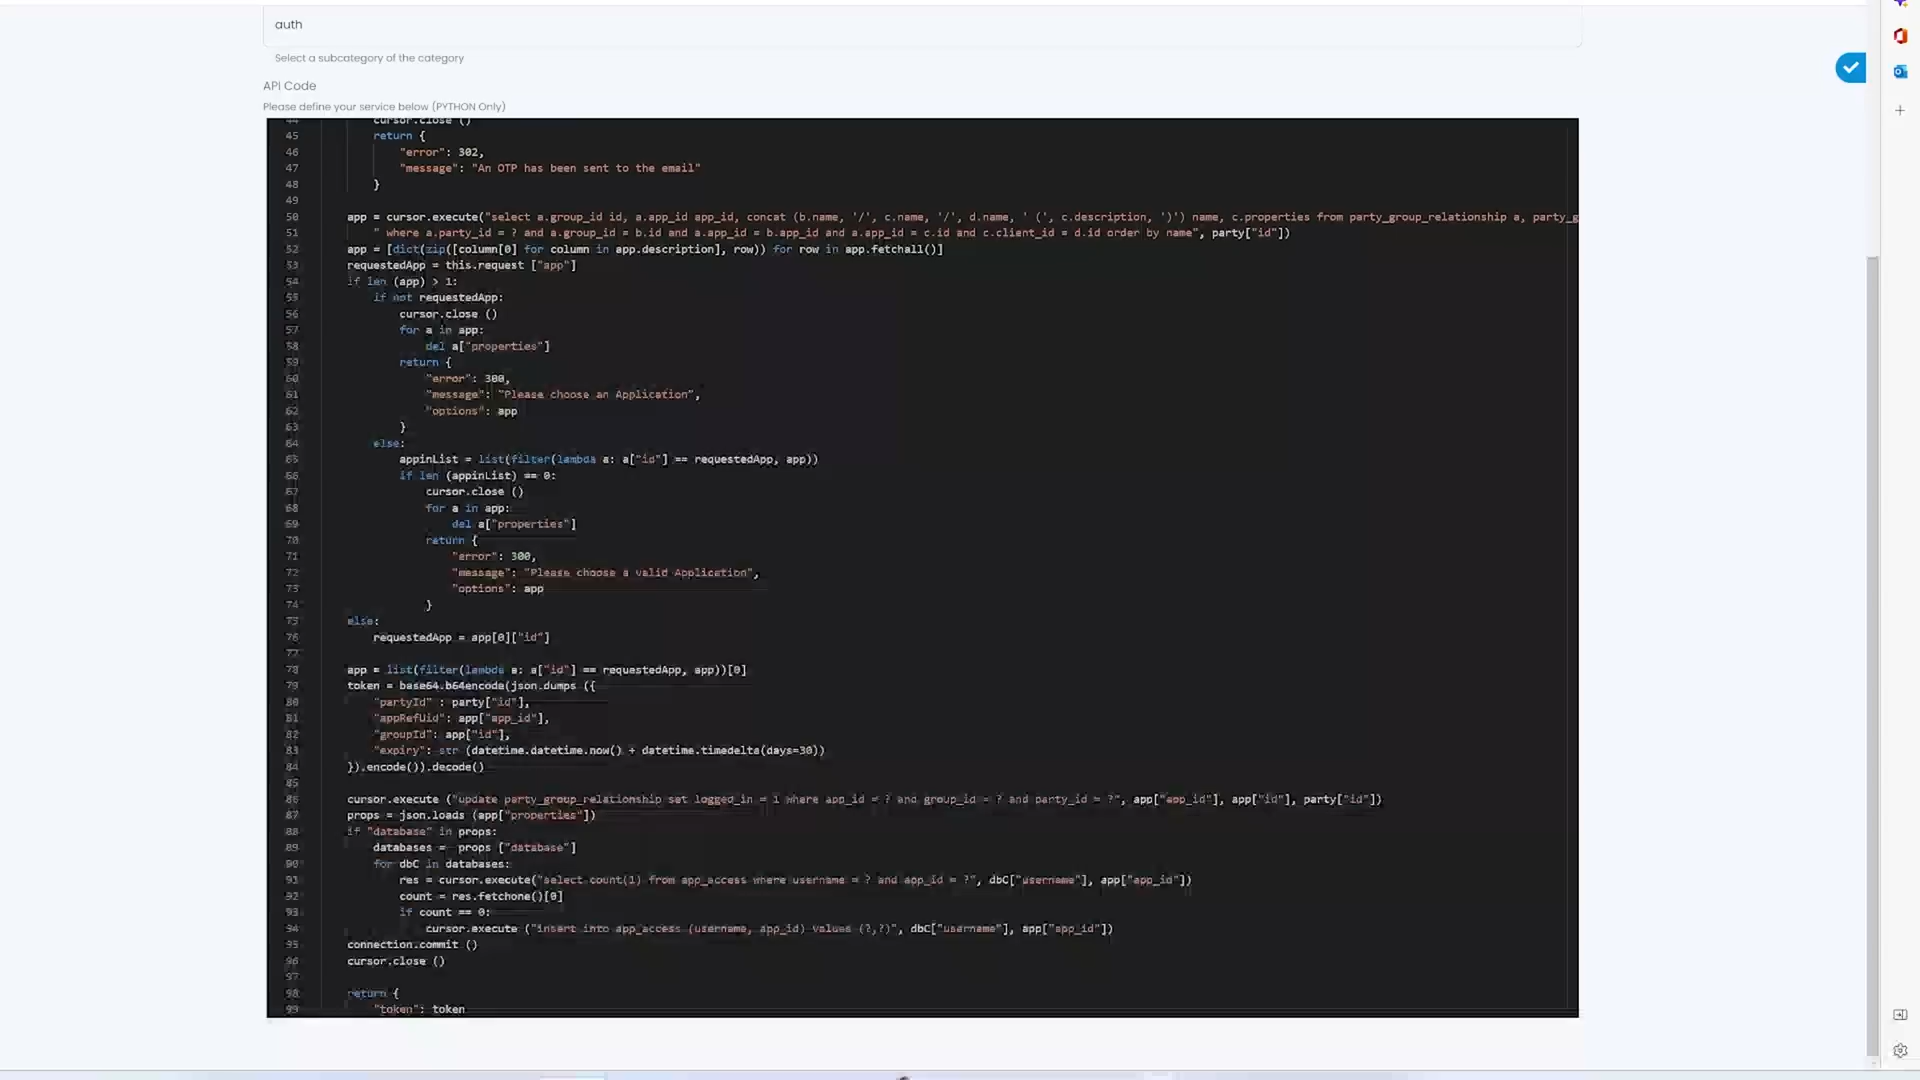 auth
Select a subcategory of the category
API Code
Please define your service below (PYTHON Only)
44 cursor.close ()
45 return {
46 "error": 302,
47 "message": "An OTP has been sent to the email"
48 }
49
50 app = cursor.execute("select a.group_id id, a.app_id app_id, concat (b.name, '/', c.name, '/', d.name, ' (', c.description, ')') name, c.properties from party_group_relationship a, party_g
51 " where a.party_id = ? and a.group_id = b.id and a.app_id = b.app_id and a.app_id = c.id and c.client_id = d.id order by name", party["id"])
52 app = [dict(zip([column[0] for column in app.description], row)) for row in app.fetchall()]
53 requestedApp = this.request ["app"]
54 if len (app) > 1:
55 if not requestedApp:
56 cursor.close ()
57 for a in app:
58 del a["properties"]
59 return {
60 "error": 300,
61 "message": "Please choose an Application",
62 "options": app
63 }
64 else:
65 appinList = list(filter(lambda a: a["id"] == requestedApp, app))
66 if len (appinList) == 0:
67 cursor.close ()
68 for a in app:
69 del a["properties"]
70 return {
71 "error": 300,
72 "message": "Please choose a valid Application",
73 "options": app
74 }
75 else:
76 requestedApp = app[0]["id"]
77
78 app = list(filter(lambda a: a["id"] == requestedApp, app))[0]
79 token = base64.b64encode(json.dumps ({
80 "partyId" : party["id"],
81 "appRefUid": app["app_id"],
82 "groupId": app["id"],
83 "expiry": str (datetime.datetime.now() + datetime.timedelta(days=30))
84 }).encode()).decode()
85
86 cursor.execute ("update party_group_relationship set logged_in = 1 where app_id = ? and group_id = ? and party_id = ?", app["app_id"], app["id"], party["id"])
87 props = json.loads (app["properties"])
88 if "database" in props:
89 databases = props ["database"]
90 for dbC in databases:
91 res = cursor.execute("select count(1) from app_access where username = ? and app_id = ?", dbC["username"], app["app_id"])
92 count = res.fetchone()[0]
93 if count == 0:
94 cursor.execute ("insert into app_access (username, app_id) values (?,?)", dbC["username"], app["app_id"])
95 connection.commit ()
96 cursor.close ()
97
98 return {
99 "token": token